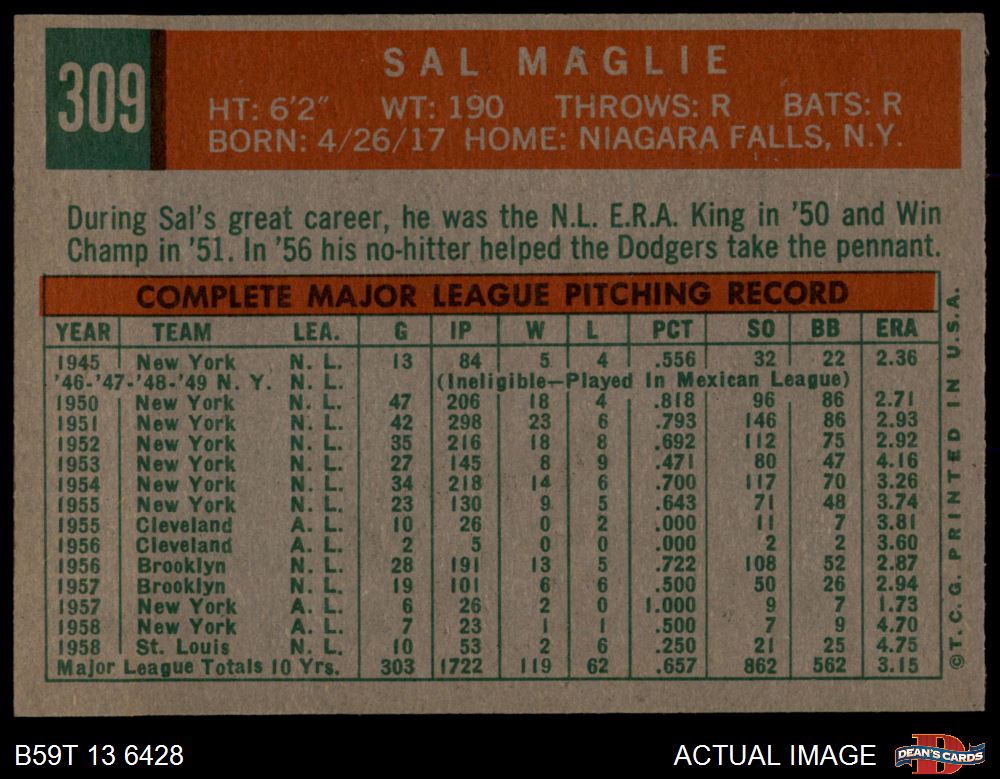 309
SAL MAGLIE
HT: 6'2" WT: 190 THROWS: R BATS: R
BORN: 4/26/17 HOME: NIAGARA FALLS, N.Y.
During Sal's great career, he was the N.L. E.R.A. King in '50 and Win
Champ in '51. In '56 his no-hitter helped the Dodgers take the pennant.
COMPLETE MAJOR LEAGUE PITCHING RECORD
YEAR TEAM LEA. G IP W L PCT SO BB ERA
1945 New York N. L. 13 84 5 4 .556 32 22 2.36
'46-'47-'48-'49 N. Y. N. L. (Ineligible—Played In Mexican League)
1950 New York N. L. 47 206 18 4 .818 96 86 2.71
1951 New York N. L. 42 298 23 6 .793 146 86 2.93
1952 New York N. L. 35 216 18 8 .692 112 75 2.92
1953 New York N. L. 27 145 8 9 .471 80 47 4.16
1954 New York N. L. 34 218 14 6 .700 117 70 3.26
1955 New York N. L. 23 130 9 5 .643 71 48 3.74
1955 Cleveland A. L. 10 26 0 2 .000 11 7 3.81
1956 Cleveland A. L. 2 5 0 0 .000 2 2 3.60
1956 Brooklyn N. L. 28 191 13 5 .722 108 52 2.87
1957 Brooklyn N. L. 19 101 6 6 .500 50 26 2.94
1957 New York A. L. 6 26 2 0 1.000 9 7 1.73
1958 New York A. L. 7 23 1 1 .500 7 9 4.70
1958 St. Louis N. L. 10 53 2 6 .250 21 25 4.75
Major League Totals 10 Yrs. 303 1722 119 62 .657 862 562 3.15
©T.C.G. PRINTED IN U.S.A.
B59T 13 6428
ACTUAL IMAGE
DEAN'S CARDS